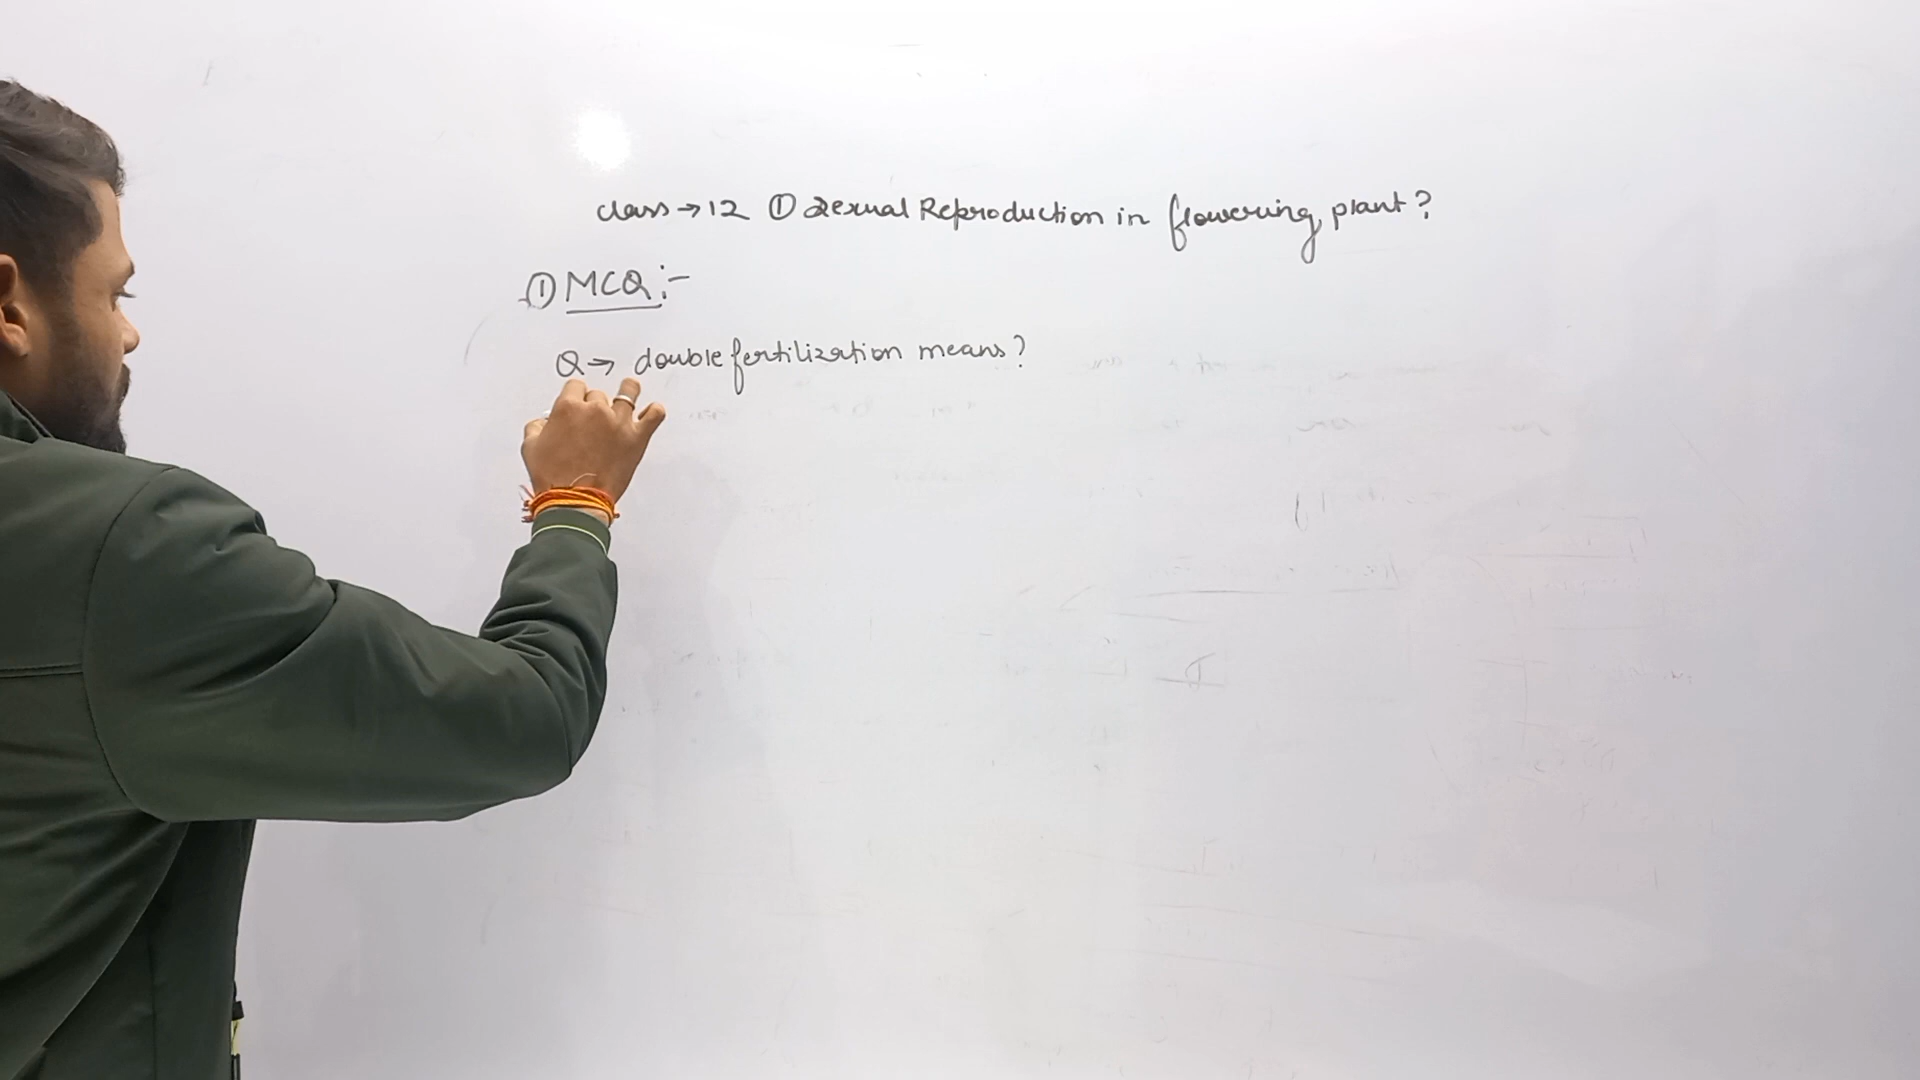 class → 12 ① Sexual Reproduction in flowering plant?
① MCQ :-
Q → double fertilization means?